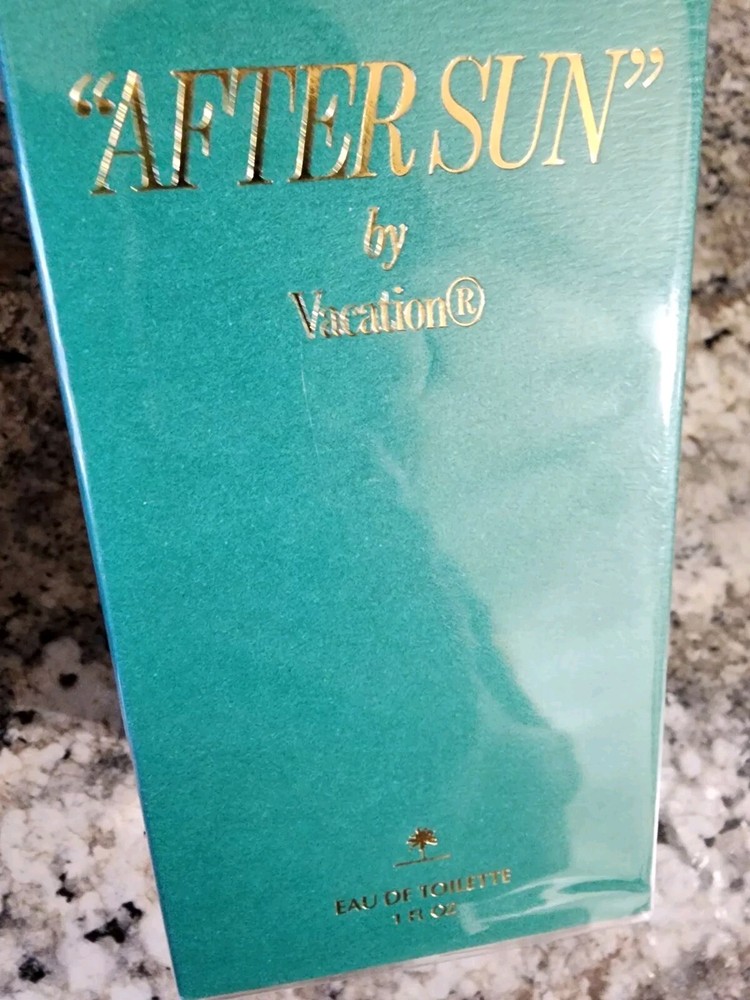 “AFTER SUN”
by
Vacation®
EAU DE TOILETTE
1 Fl OZ